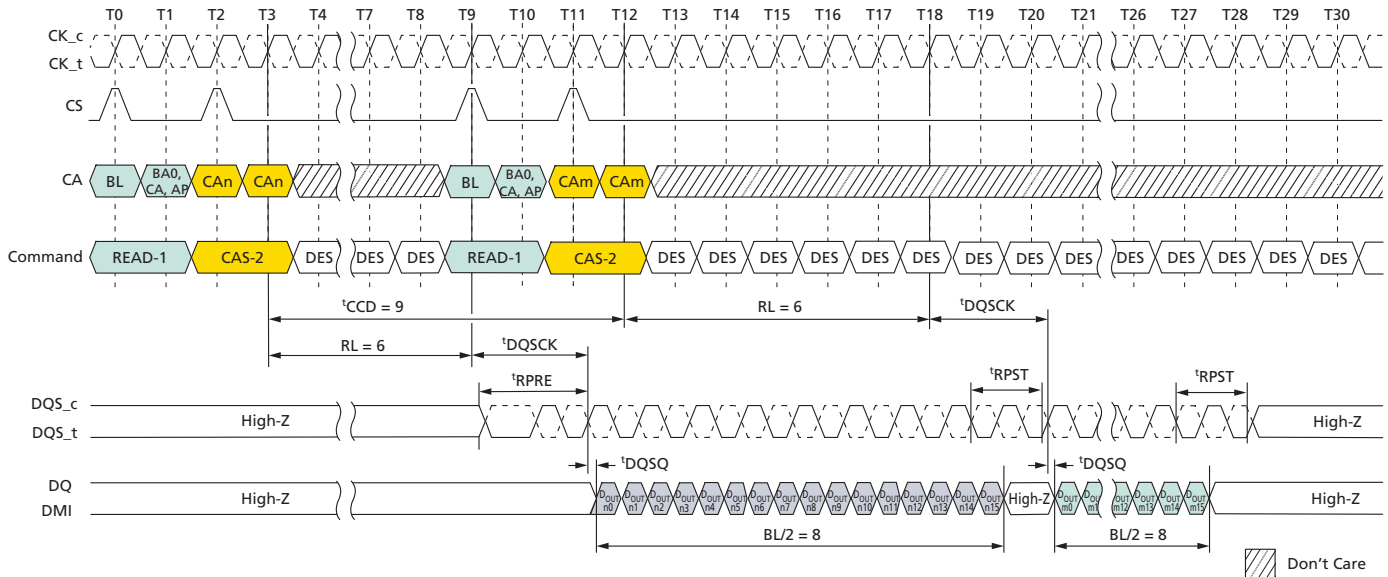 T0 T1 T2 T3 T4 T7 T8 T9 T10 T11 T12 T13 T14 T15 T16 T17 T18 T19 T20 T21 T26 T27 T28 T29 T30
CK_c
CK_t
CS
CA BL BA0, CA, AP CAn CAn BL BA0, CA, AP CAm CAm
Command READ-1 CAS-2 DES DES DES READ-1 CAS-2 DES DES DES DES DES DES DES DES DES DES DES DES DES DES
tCCD = 9 RL = 6 tDQSCK
RL = 6 tDQSCK
tRPRE tRPST tRPST
DQS_c
DQS_t High-Z High-Z
tDQSQ tDQSQ
DQ
DMI High-Z DOUT n0 DOUT n1 DOUT n2 DOUT n3 DOUT n4 DOUT n5 DOUT n6 DOUT n7 DOUT n8 DOUT n9 DOUT n10 DOUT n11 DOUT n12 DOUT n13 DOUT n14 DOUT n15 High-Z DOUT m0 DOUT m1 DOUT m12 DOUT m13 DOUT m14 DOUT m15 High-Z
BL/2 = 8 BL/2 = 8
Don't Care